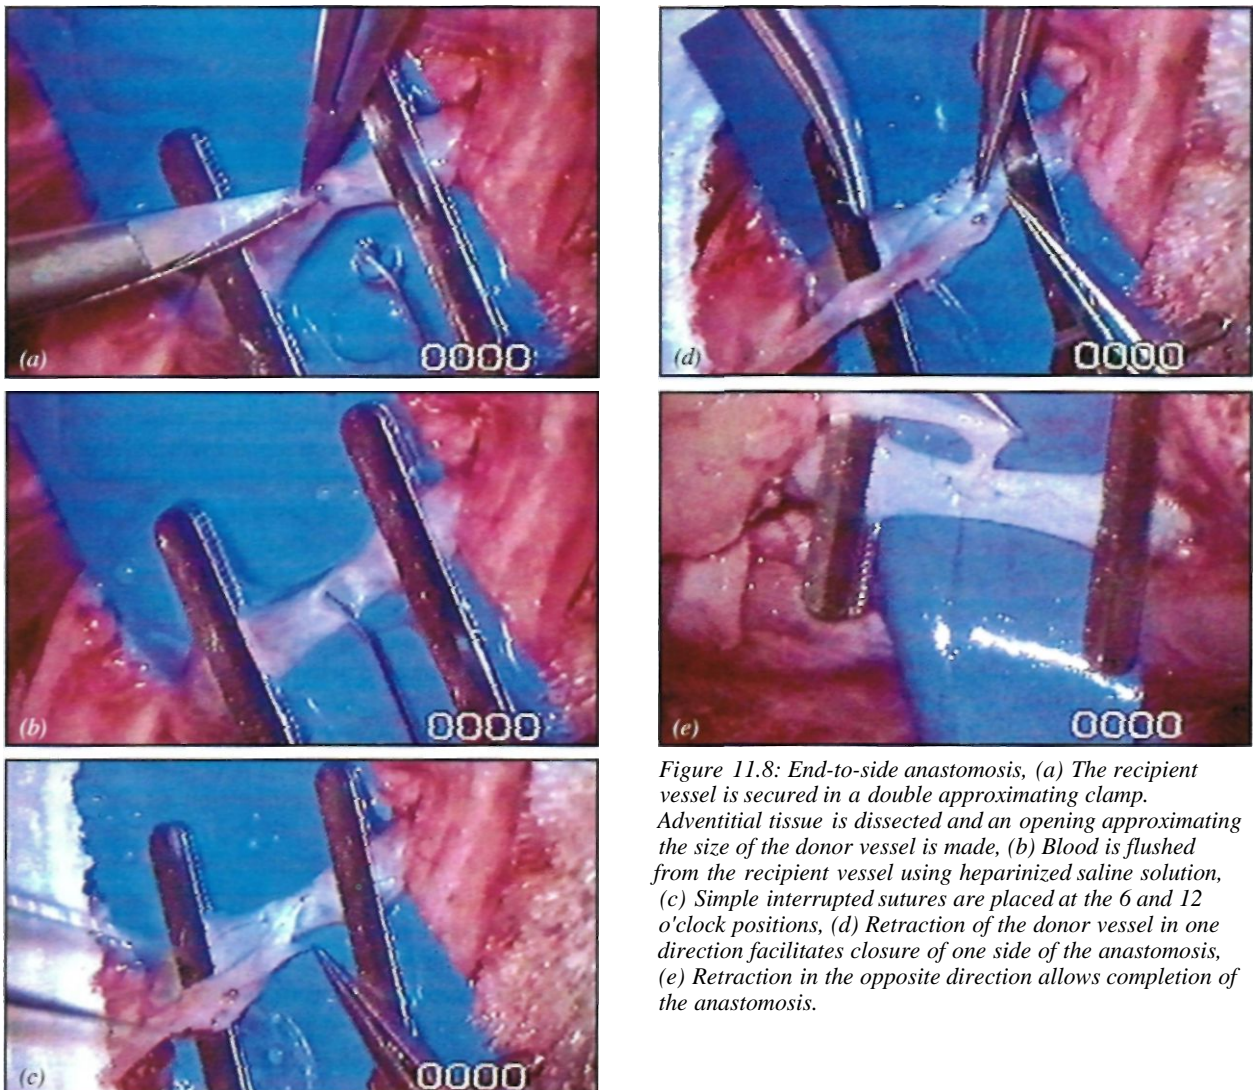 (a)
0000
(b)
0000
(c)
0000
(d)
0000
(e)
0000
Figure 11.8: End-to-side anastomosis, (a) The recipient
vessel is secured in a double approximating clamp.
Adventitial tissue is dissected and an opening approximating
the size of the donor vessel is made, (b) Blood is flushed
from the recipient vessel using heparinized saline solution,
(c) Simple interrupted sutures are placed at the 6 and 12
o'clock positions, (d) Retraction of the donor vessel in one
direction facilitates closure of one side of the anastomosis,
(e) Retraction in the opposite direction allows completion of
the anastomosis.